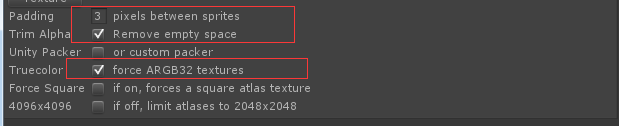 Texture
Padding 3 pixels between sprites
Trim Alpha Remove empty space
Unity Packer or custom packer
Truecolor force ARGB32 textures
Force Square if on, forces a square atlas texture
4096x4096 if off, limit atlases to 2048x2048